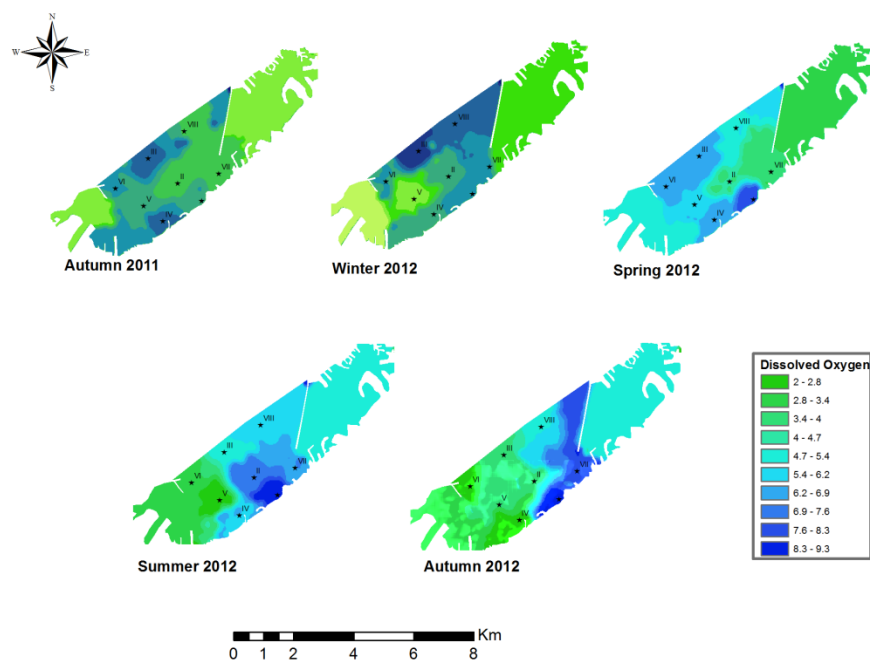 N
W
E
S
VIII
III
VI
II
VII
V
IV
Autumn 2011
VIII
VI
II
VII
V
IV
Winter 2012
VIII
III
VI
II
VII
V
IV
Spring 2012
VIII
III
VI
II
VII
V
IV
Summer 2012
VIII
III
VI
II
VII
V
IV
Autumn 2012
Dissolved Oxygen
2 - 2.8
2.8 - 3.4
3.4 - 4
4 - 4.7
4.7 - 5.4
5.4 - 6.2
6.2 - 6.9
6.9 - 7.6
7.6 - 8.3
8.3 - 9.3
Km
0 1 2 4 6 8